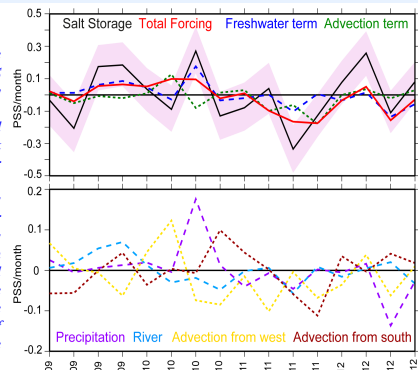 0.5
Salt Storage Total Forcing Freshwater term Advection term
0.3
0.1
-0.1
-0.3
-0.5
PSS/month
0.2
0.1
0
-0.1
-0.2
PSS/month
Precipitation River Advection from west Advection from south